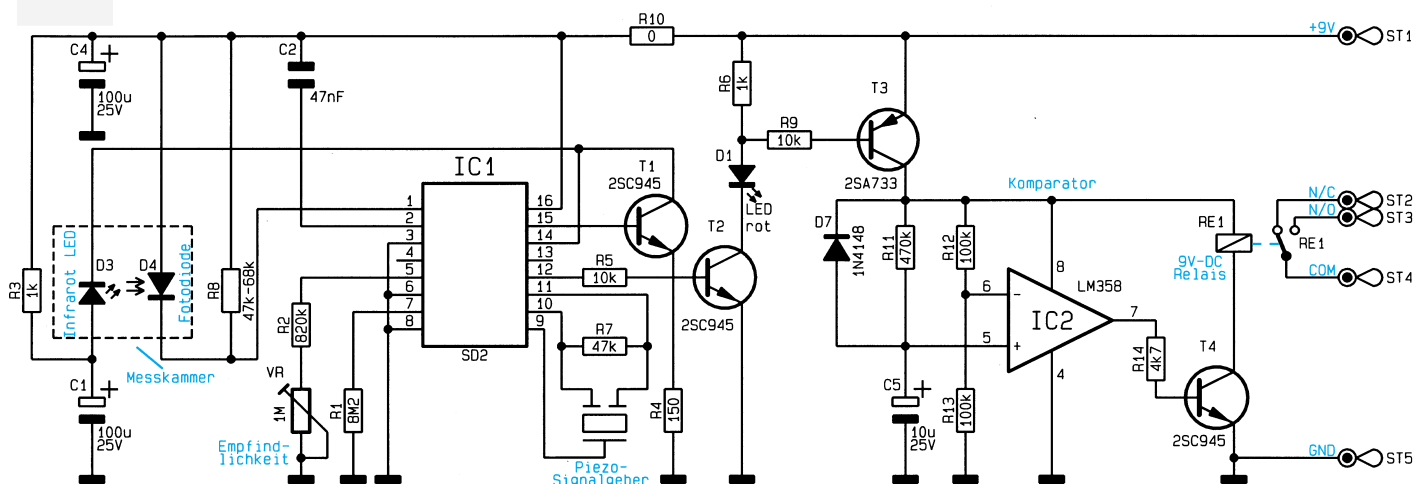 R10
0
+9V
ST1
C4
+
100u
25V
C2
47nF
R6
1k
T3
R9
10k
2SA733
IC1
T1
2SC945
D1
LED
rot
T2
2SC945
Komparator
N/C
ST2
N/O
ST3
COM
ST4
RE1
RE1
9V-DC
Relais
D7
1N4148
R11
470k
R12
100k
1
2
3
4
5
6
7
8
16
15
14
13
12
11
10
9
SD2
R5
10k
R7
47k
R3
1k
Infrarot LED
D3
D4
Fotodiode
R8
47k-68k
Messkammer
R2
820k
VR
1M
Empfind-
lichkeit
R1
8M2
C1
+
100u
25V
Piezo-
Signalgeber
R4
150
6
-
5
+
8
4
7
LM358
IC2
C5
+
10u
25V
R13
100k
R14
4k7
T4
2SC945
GND
ST5